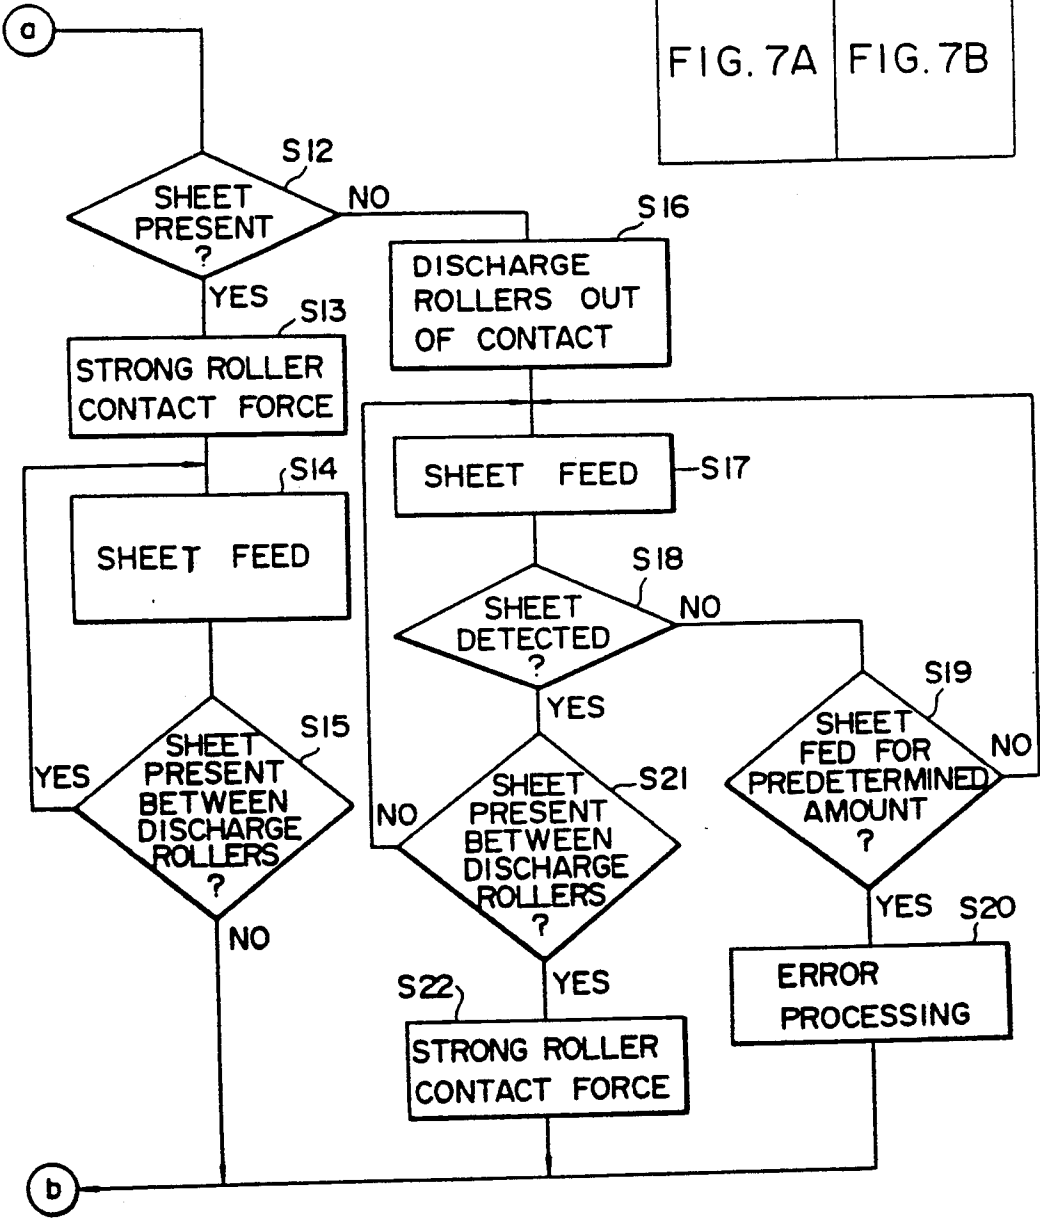 a
FIG. 7A
FIG. 7B
S12
SHEET
PRESENT
?
NO
YES
S13
STRONG ROLLER
CONTACT FORCE
S14
SHEET FEED
S15
SHEET
PRESENT
BETWEEN
DISCHARGE
ROLLERS
?
YES
NO
S16
DISCHARGE
ROLLERS OUT
OF CONTACT
SHEET FEED
S17
S18
SHEET
DETECTED
?
NO
YES
S19
SHEET
FED FOR
PREDETERMINED
AMOUNT
?
NO
YES
S20
ERROR
PROCESSING
S21
SHEET
PRESENT
BETWEEN
DISCHARGE
ROLLERS
?
NO
YES
S22
STRONG ROLLER
CONTACT FORCE
b